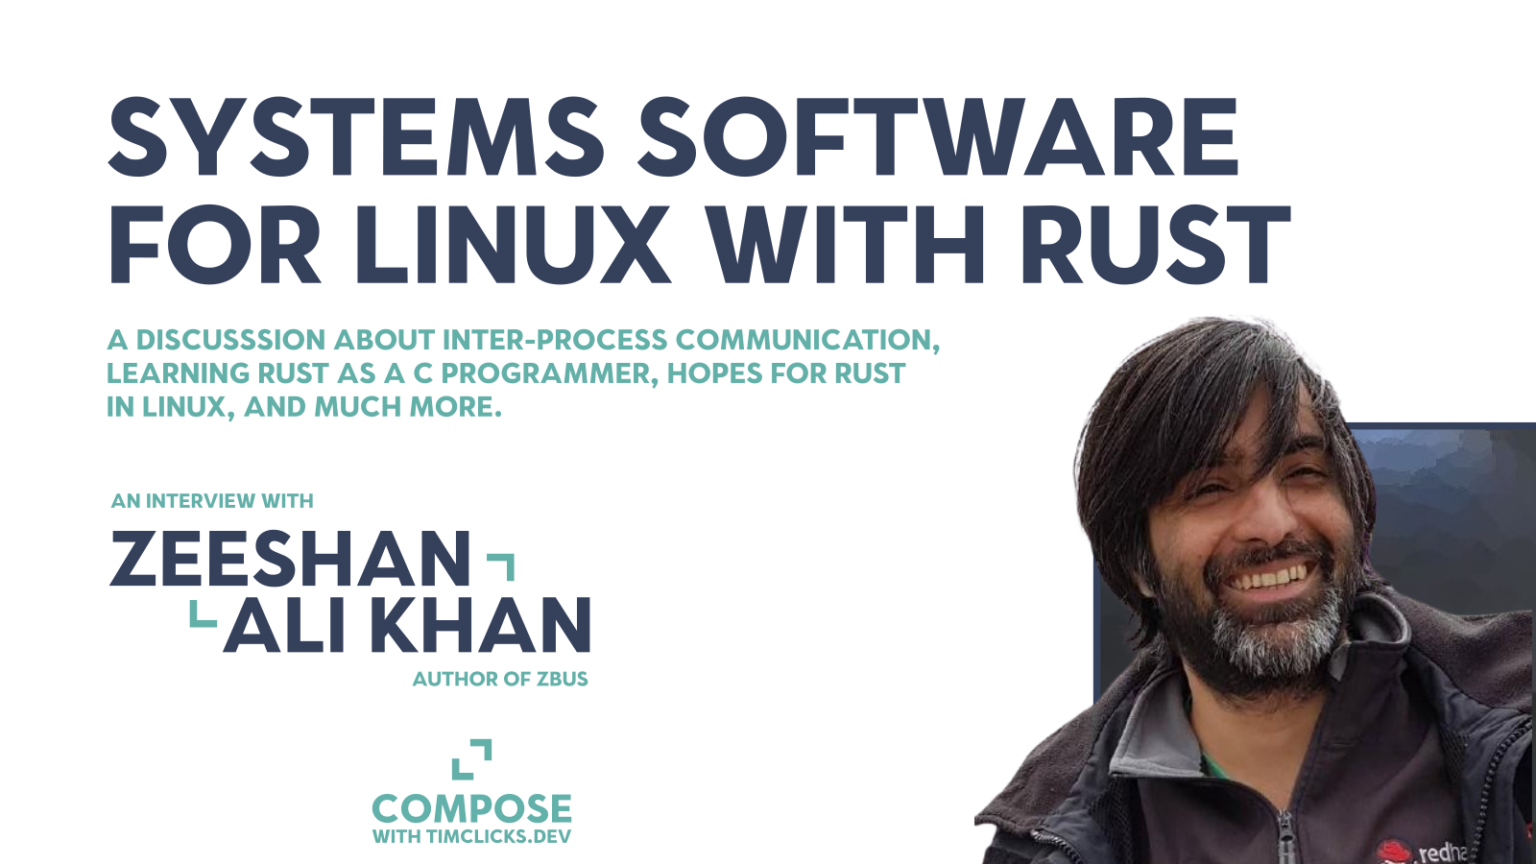 SYSTEMS SOFTWARE
FOR LINUX WITH RUST
A DISCUSSSION ABOUT INTER-PROCESS COMMUNICATION,
LEARNING RUST AS A C PROGRAMMER, HOPES FOR RUST
IN LINUX, AND MUCH MORE.
AN INTERVIEW WITH
ZEESHAN
ALI KHAN
AUTHOR OF ZBUS
COMPOSE
WITH TIMCLICKS.DEV
redha